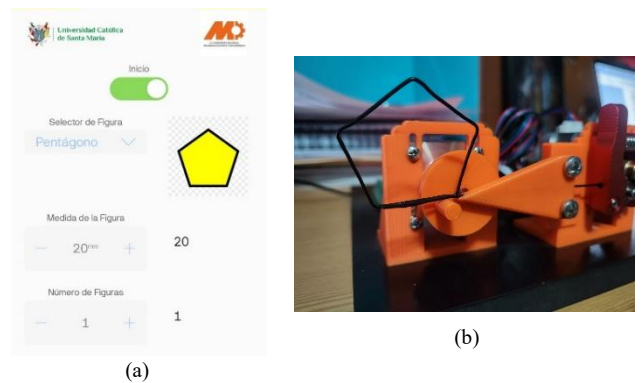 Universidad Católica
de Santa María
Inicio
Selector de Figura
Pentágono
Medida de la Figura
— 20mm +
20
Número de Figuras
— 1 +
1
(a)
(b)